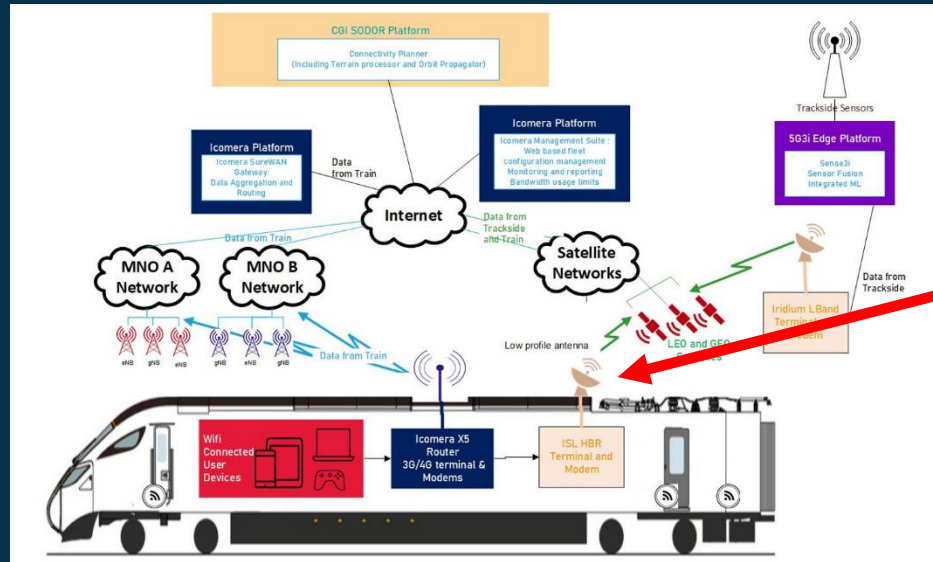 CGI SODOR Platform
Connectivity Planner
(Including Terrain processor and Orbit Propagator)
Trackside Sensors
Icomera Platform
Icomera SureWAN
Gateway:
Data Aggregation and
Routing
Data
from Train
Icomera Platform
Icomera Management Suite :
Web based fleet
configuration management
Monitoring and reporting
Bandwidth usage limits
5G3i Edge Platform
Sense3i
Sensor Fusion
Integrated ML
Internet
Data from
Trackside
and Train
Data from Train
MNO A
Network
MNO B
Network
Satellite
Networks
Data from
Trackside
Iridium LBand
Terminal
eNB
gNB
eNB
gNB
eNB
gNB
Data from Train
Low profile antenna
LEO and GEO
Wifi
Connected
User
Devices
Icomera X5
Router
3G/4G terminal &
Modems
ISL HBR
Terminal and
Modem